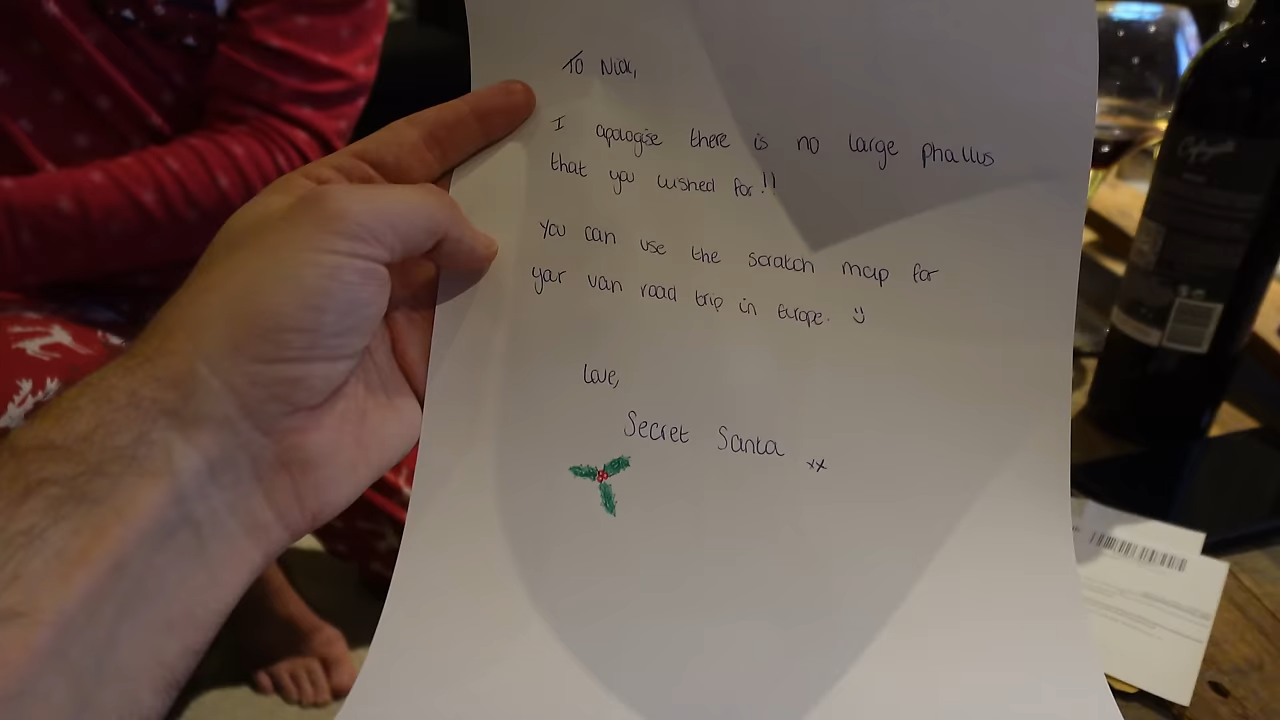 To Nick,
I apologise there is no large phallus
that you wished for!!
You can use the scratch map for
your van road trip in Europe. :)
Love,
Secret Santa xx